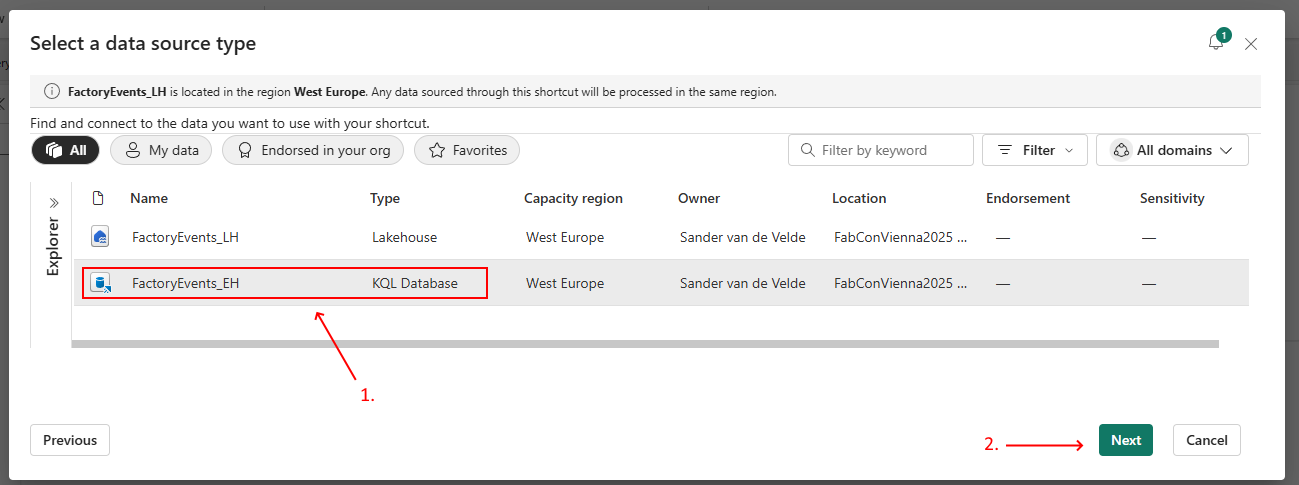 Select a data source type
1
FactoryEvents_LH is located in the region West Europe. Any data sourced through this shortcut will be processed in the same region.
Find and connect to the data you want to use with your shortcut.
All My data Endorsed in your org Favorites Filter by keyword Filter All domains
Explorer
Name Type Capacity region Owner Location Endorsement Sensitivity
FactoryEvents_LH Lakehouse West Europe Sander van de Velde FabConVienna2025 ... — —
FactoryEvents_EH KQL Database West Europe Sander van de Velde FabConVienna2025 ... — —
1.
Previous 2. Next Cancel